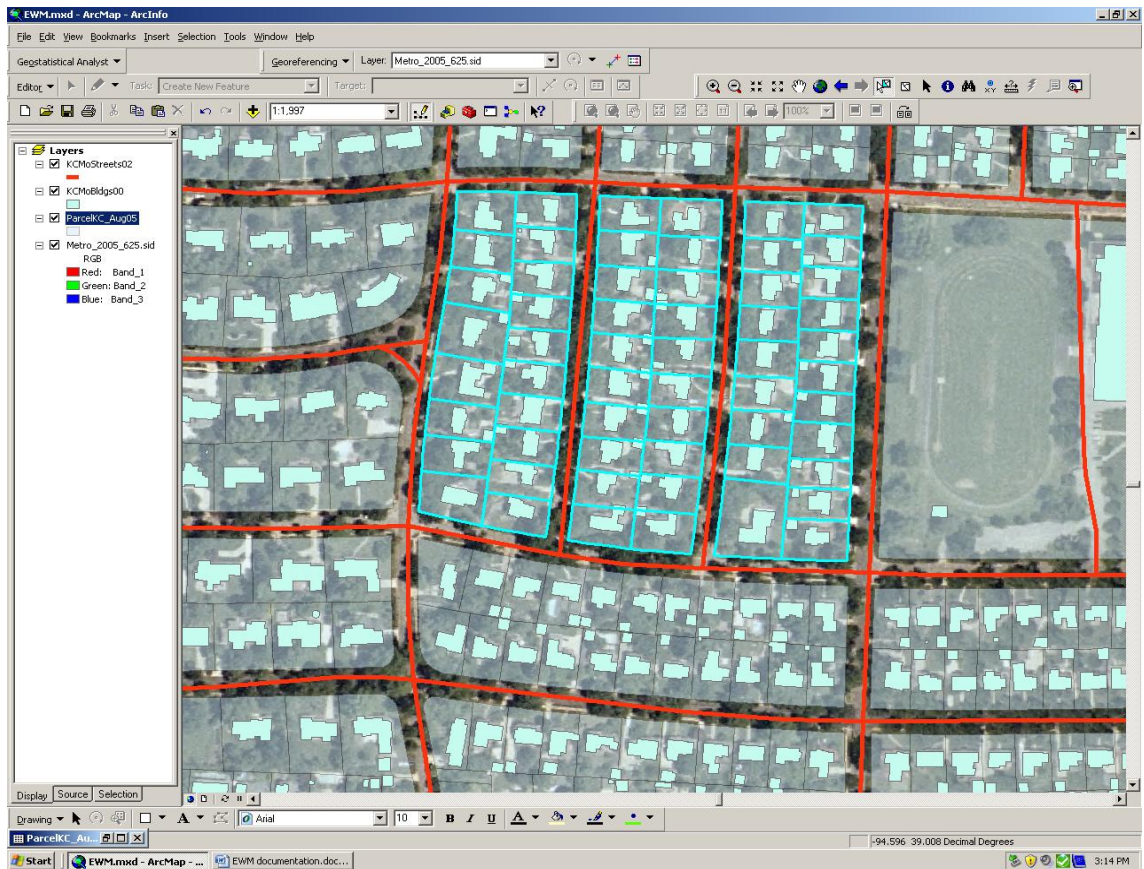 EWM.mxd - ArcMap - ArcInfo
File Edit View Bookmarks Insert Selection Tools Window Help
Geostatistical Analyst Georeferencing Layer: Metro_2005_625.sid
Editor Task: Create New Feature Target:
1:1,997 100%
Layers
KCMoStreets02
KCMoBldgs00
ParcelKC_Aug05
Metro_2005_625.sid
RGB
Red: Band_1
Green: Band_2
Blue: Band_3
Display Source Selection
Drawing A Arial 10 B I U A
ParcelKC_Au...
-94.596 39.008 Decimal Degrees
Start EWM.mxd - ArcMap - ... EWM documentation.doc... 3:14 PM